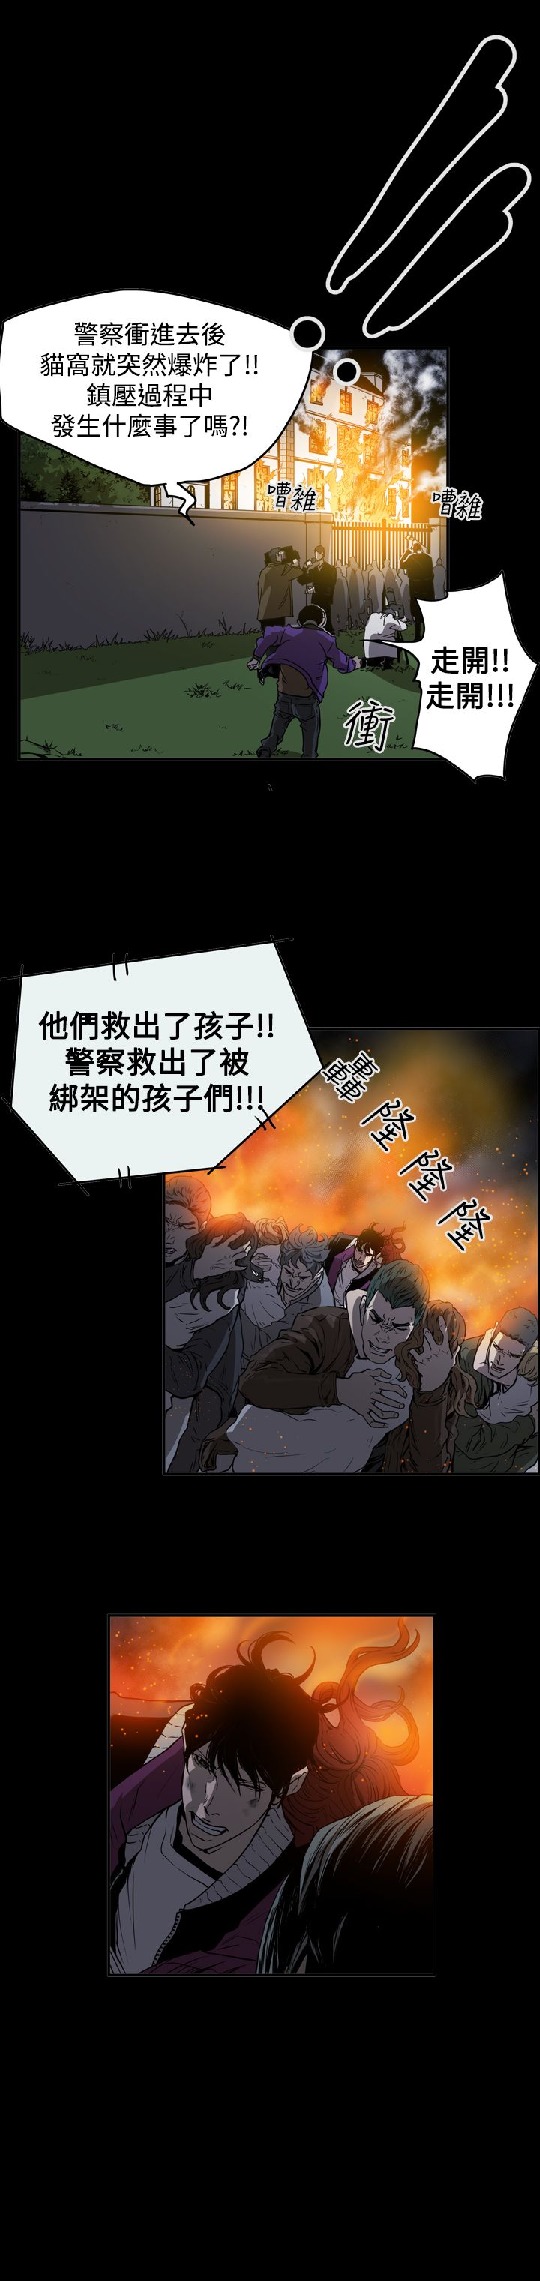 警察衝進去後
貓窩就突然爆炸了!!
鎮壓過程中
發生什麼事了嗎?!
嘈雜
嘈雜
走開!!
走開!!!
衝
他們救出了孩子!!
警察救出了被
綁架的孩子們!!!
轟隆隆隆